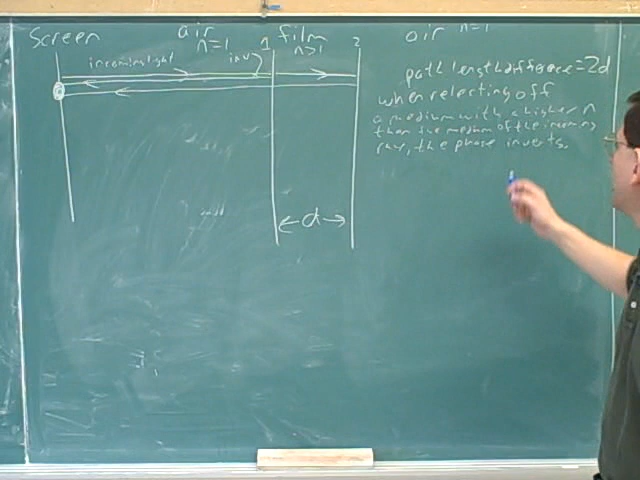 Screen air 1 film 2 air n=1
n=1 n>1
incoming light inv
path length difference=2d
when relecting off
a medium with a higher n
than the medium of the incoming
ray, the phase inverts.
d